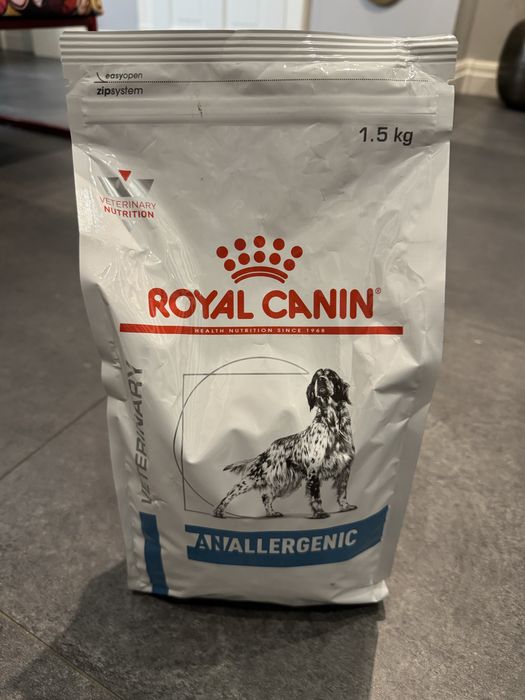 easyopen
zipsystem
1.5 kg
VETERINARY
NUTRITION
ROYAL CANIN®
HEALTH NUTRITION SINCE 1968
VETERINARY
ANALLERGENIC